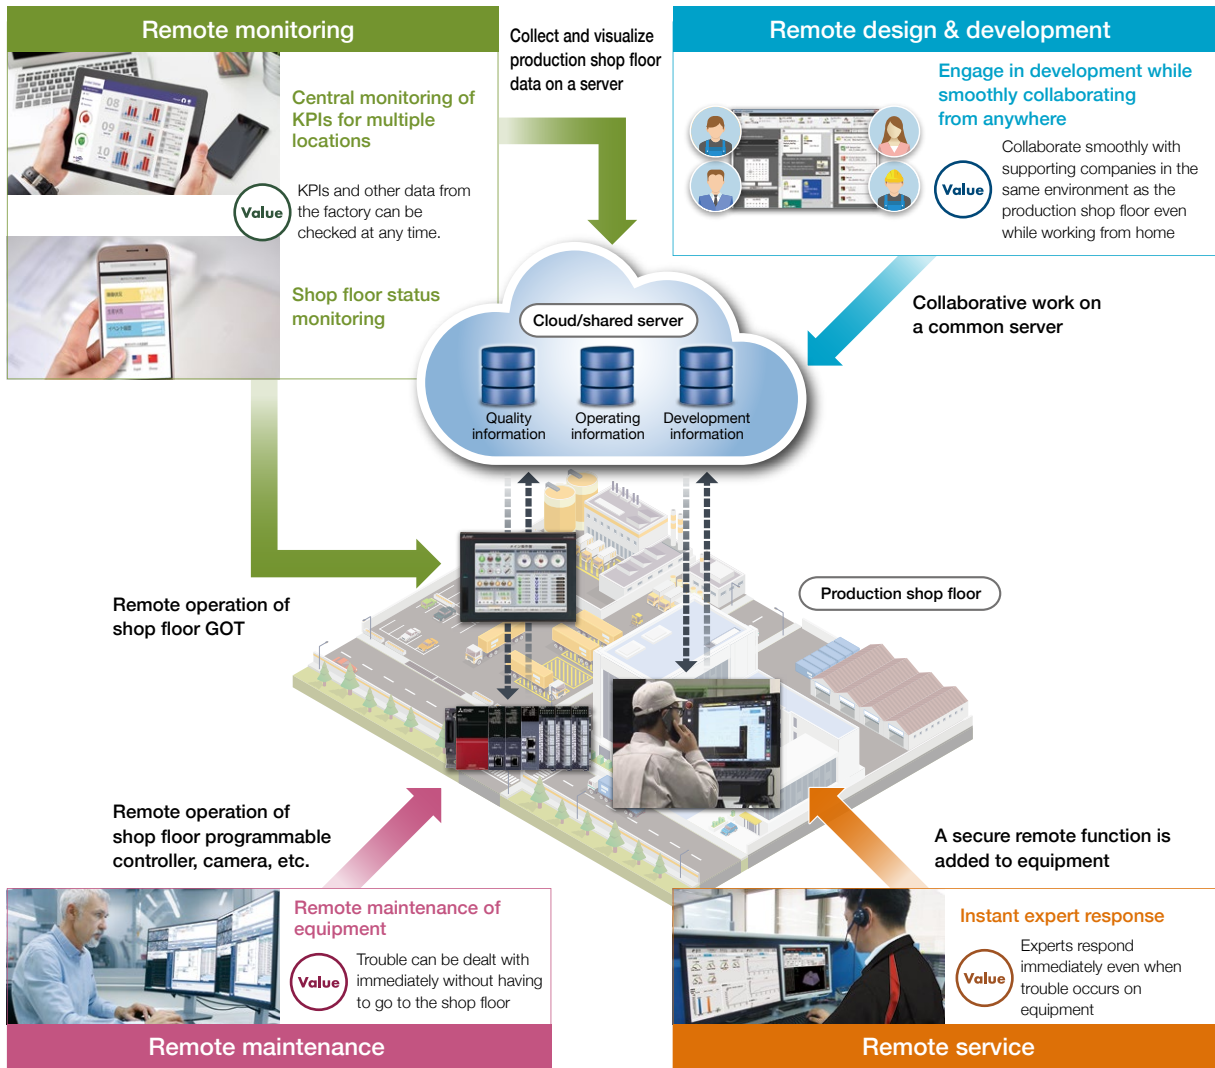 Remote monitoring
Central monitoring of
KPIs for multiple
locations
Value
KPIs and other data from
the factory can be
checked at any time.
Shop floor status
monitoring
Collect and visualize
production shop floor
data on a server
Remote design & development
Engage in development while
smoothly collaborating
from anywhere
Value
Collaborate smoothly with
supporting companies in the
same environment as the
production shop floor even
while working from home
Collaborative work on
a common server
Cloud/shared server
Quality
information
Operating
information
Development
information
Production shop floor
Remote operation of
shop floor GOT
Remote operation of
shop floor programmable
controller, camera, etc.
A secure remote function is
added to equipment
Remote maintenance of
equipment
Value
Trouble can be dealt with
immediately without having
to go to the shop floor
Remote maintenance
Instant expert response
Value
Experts respond
immediately even when
trouble occurs on
equipment
Remote service